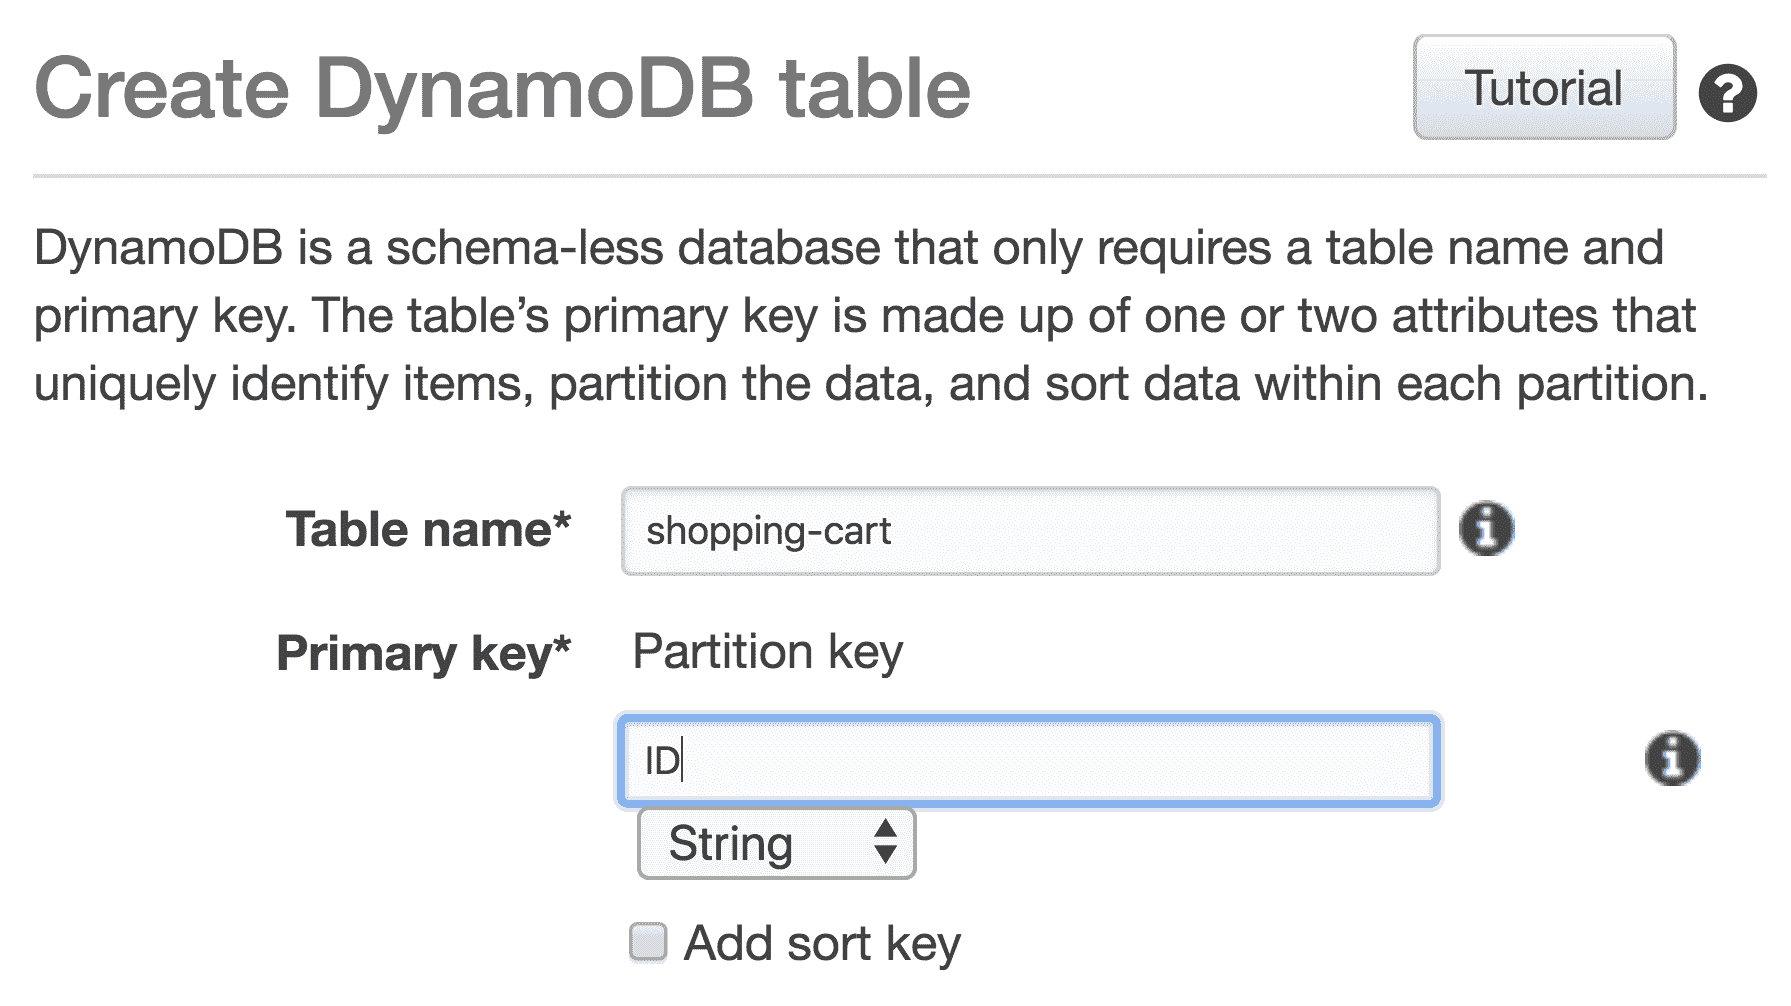 Create DynamoDB table
Tutorial
DynamoDB is a schema-less database that only requires a table name and
primary key. The table’s primary key is made up of one or two attributes that
uniquely identify items, partition the data, and sort data within each partition.
Table name* shopping-cart
Primary key* Partition key
ID
String
Add sort key